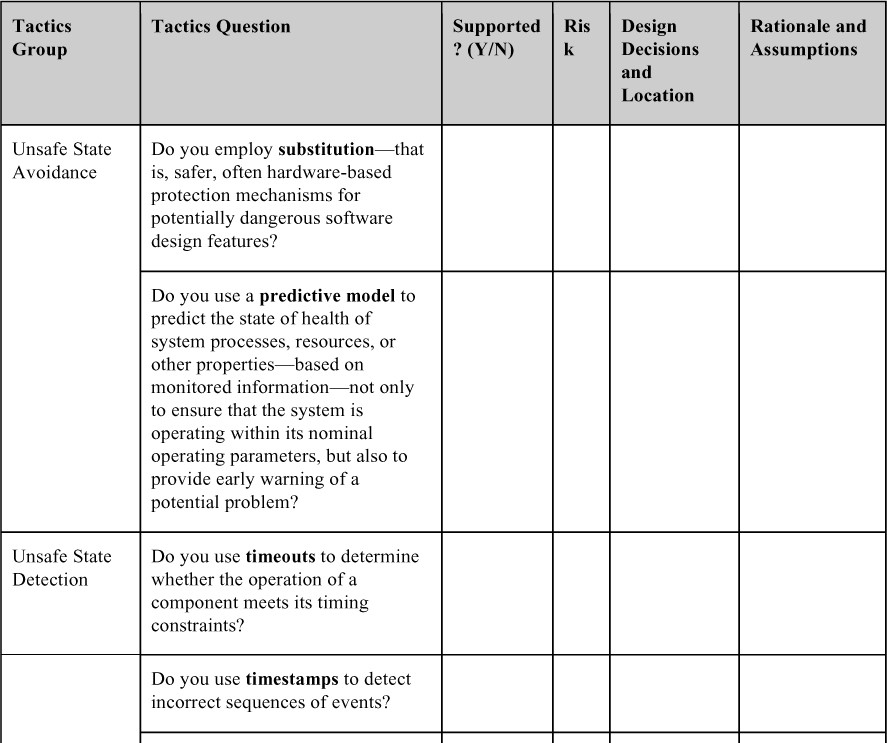 Tactics Group
Tactics Question
Supported
? (Y/N)
Ris
k
Design
Decisions
and
Location
Rationale and
Assumptions
Unsafe State
Avoidance
Do you employ substitution—that
is, safer, often hardware-based
protection mechanisms for
potentially dangerous software
design features?
Do you use a predictive model to
predict the state of health of
system processes, resources, or
other properties—based on
monitored information—not only
to ensure that the system is
operating within its nominal
operating parameters, but also to
provide early warning of a
potential problem?
Unsafe State
Detection
Do you use timeouts to determine
whether the operation of a
component meets its timing
constraints?
Do you use timestamps to detect
incorrect sequences of events?